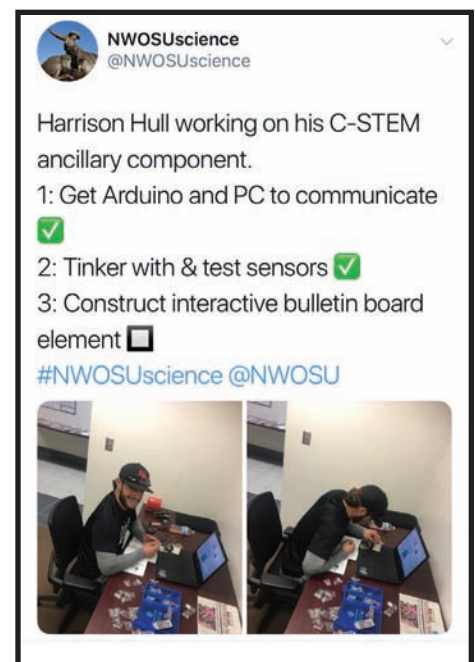 NWOSUscience
@NWOSUscience
Harrison Hull working on his C-STEM
ancillary component.
1: Get Arduino and PC to communicate
✅
2: Tinker with & test sensors ✅
3: Construct interactive bulletin board
element 🔲
#NWOSUscience @NWOSU